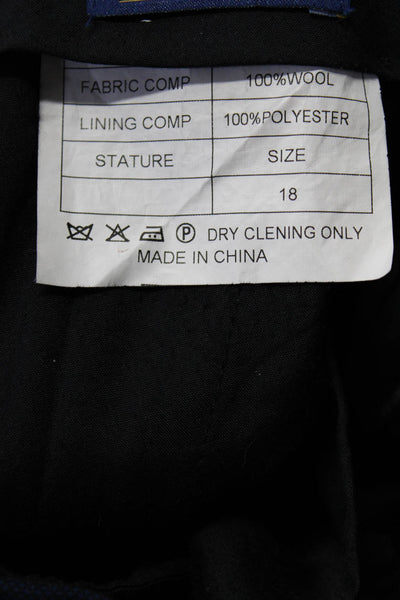 FABRIC COMP 100%WOOL
LINING COMP 100%POLYESTER
STATURE SIZE
18
P DRY CLENING ONLY
MADE IN CHINA